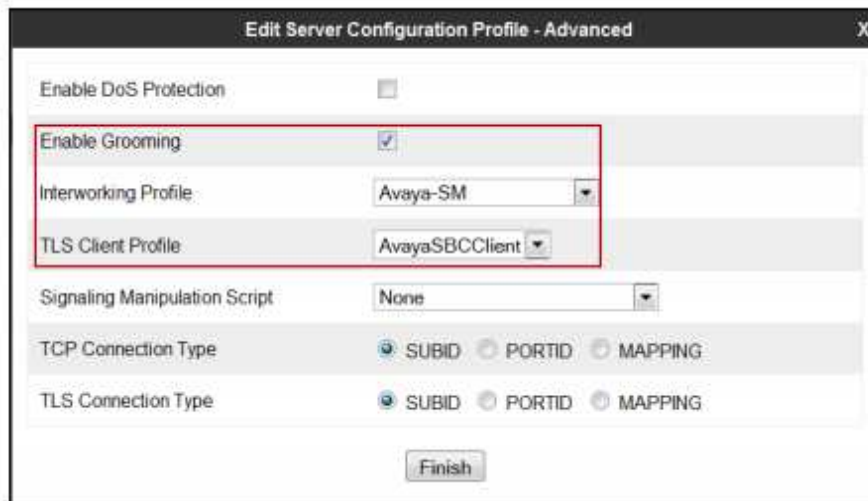 Edit Server Configuration Profile - Advanced X
Enable DoS Protection
Enable Grooming
Interworking Profile Avaya-SM
TLS Client Profile AvayaSBCClient
Signaling Manipulation Script None
TCP Connection Type SUBID PORTID MAPPING
TLS Connection Type SUBID PORTID MAPPING
Finish